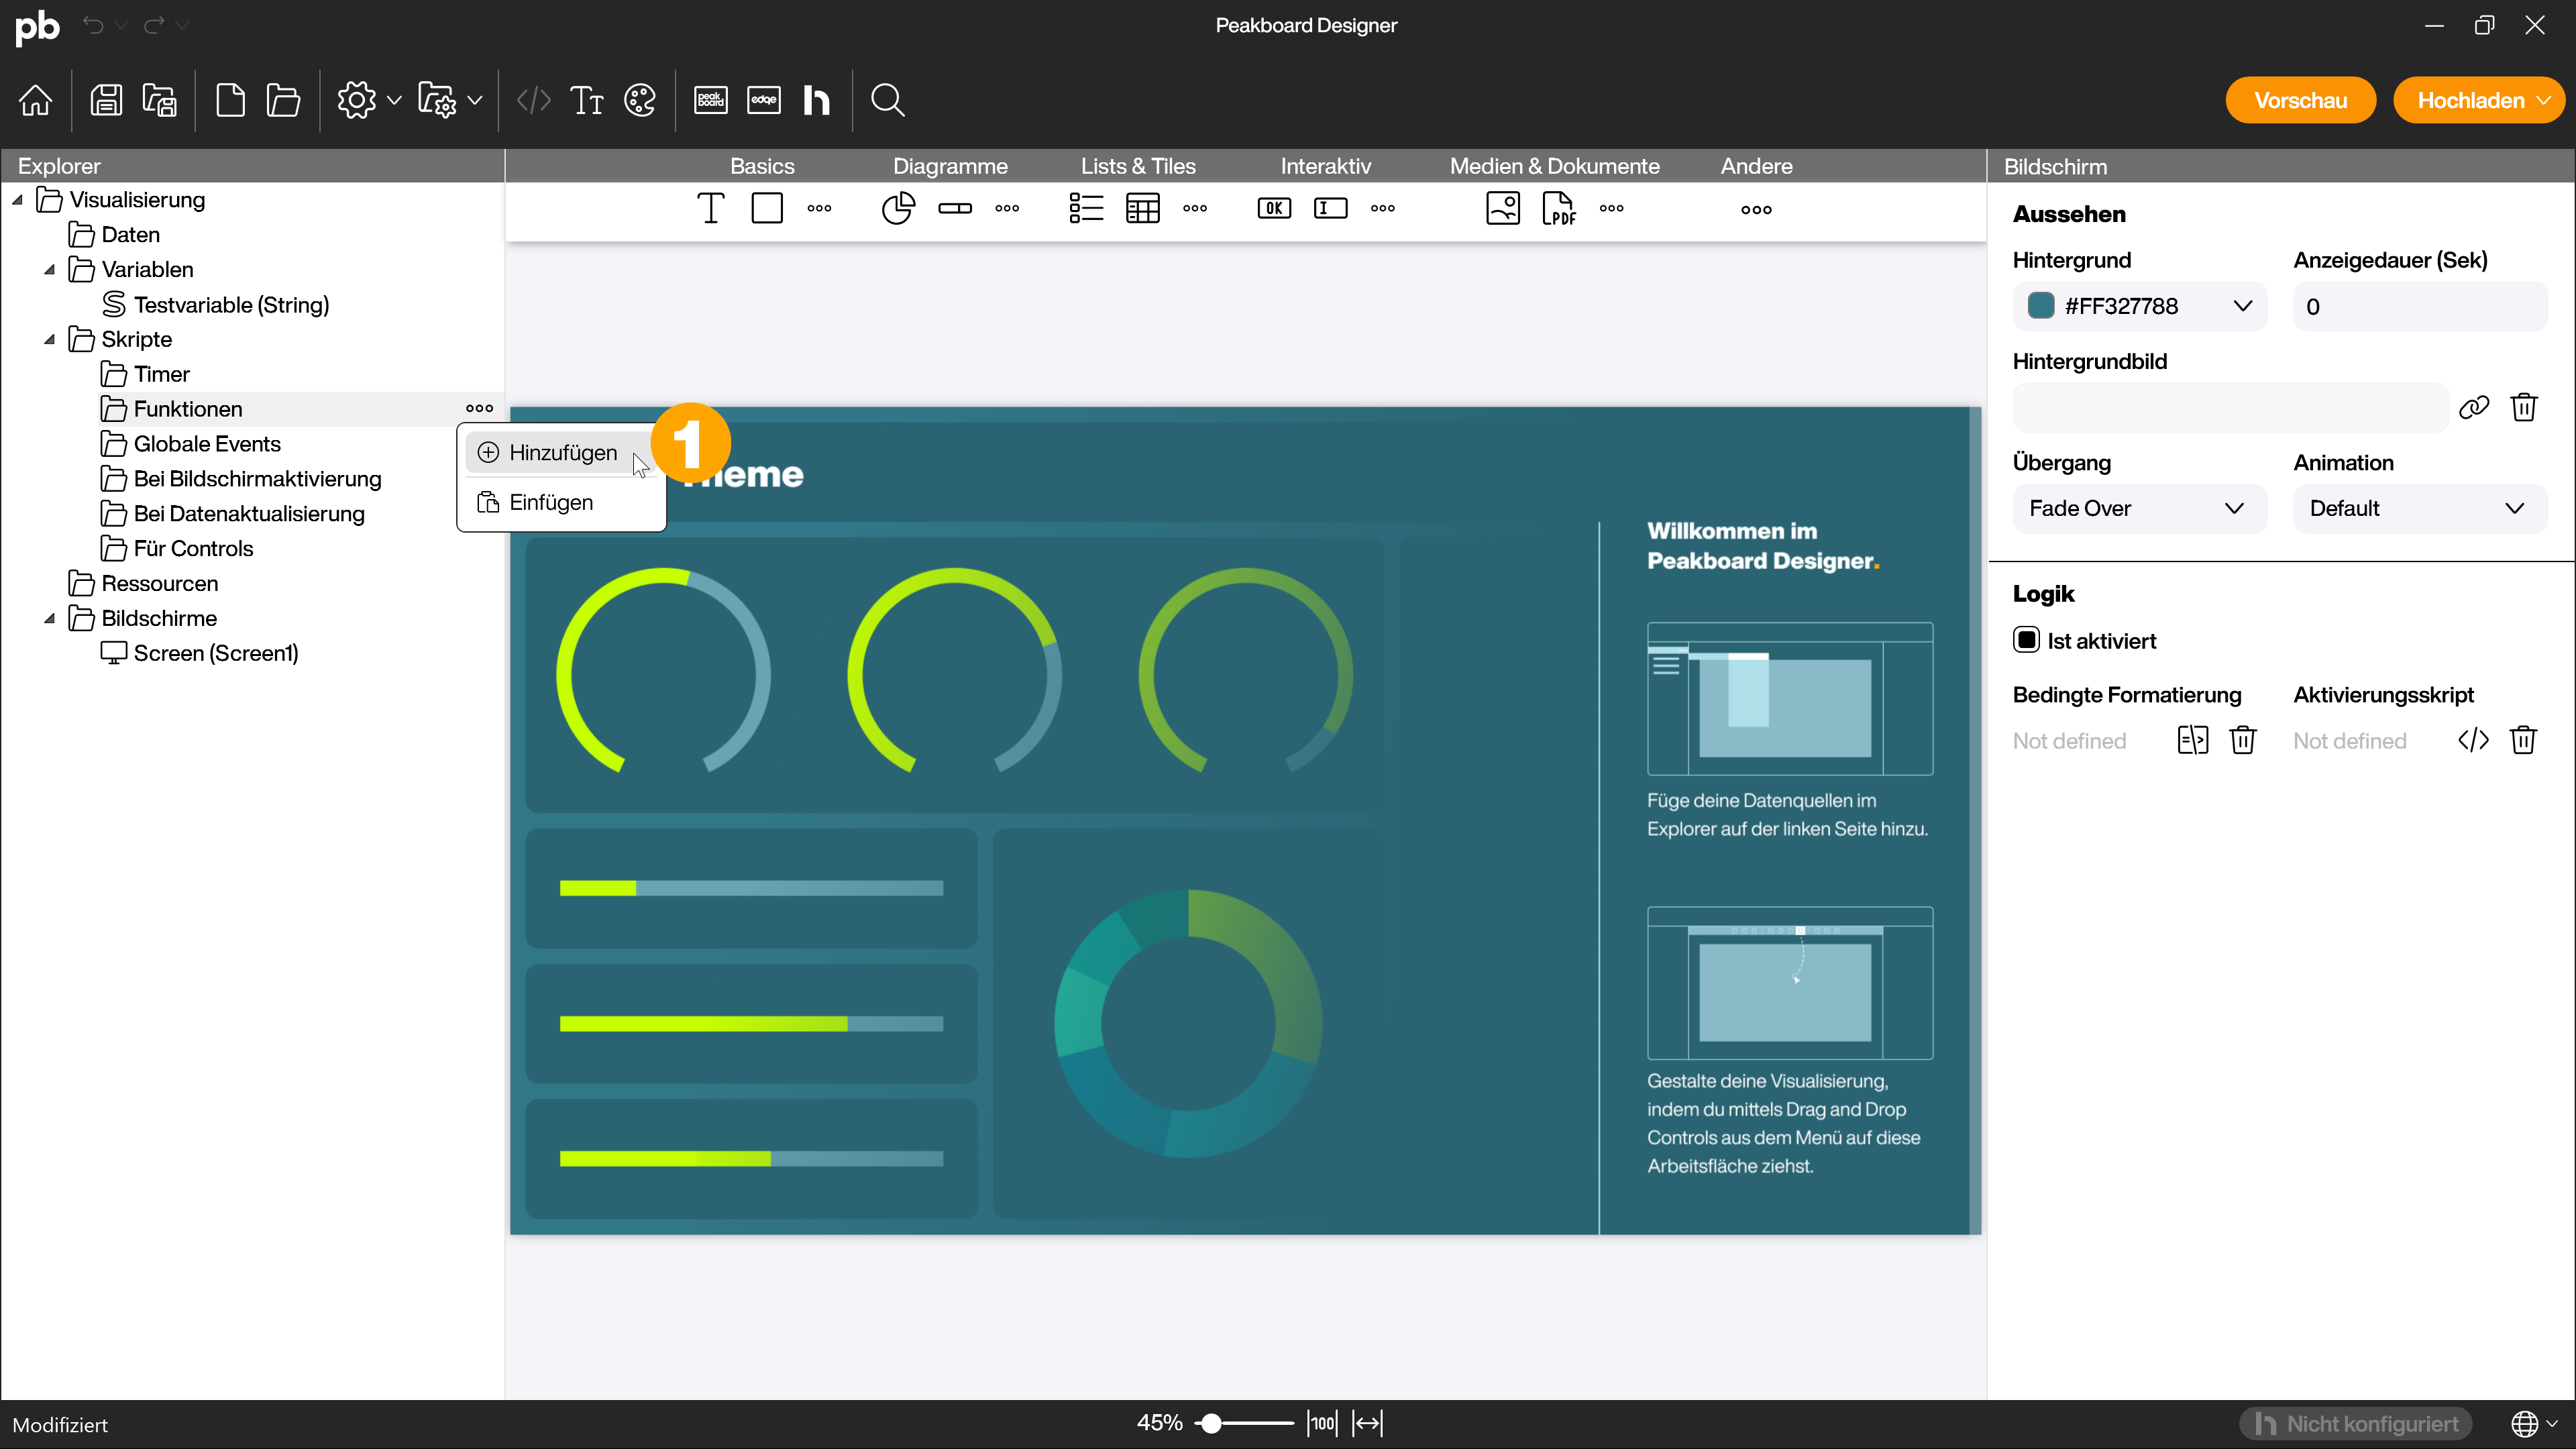 pb
Peakboard Designer
peak
board
edge
Vorschau
Hochladen
Explorer
Basics
Diagramme
Lists & Tiles
Interaktiv
Medien & Dokumente
Andere
Bildschirm
OK
PDF
Visualisierung
Daten
Variablen
Testvariable (String)
Skripte
Timer
Funktionen
Globale Events
Bei Bildschirmaktivierung
Bei Datenaktualisierung
Für Controls
Ressourcen
Bildschirme
Screen (Screen1)
Hinzufügen
Einfügen
1
Willkommen im
Peakboard Designer.
Füge deine Datenquellen im
Explorer auf der linken Seite hinzu.
Gestalte deine Visualisierung,
indem du mittels Drag and Drop
Controls aus dem Menü auf diese
Arbeitsfläche ziehst.
Aussehen
Hintergrund
Anzeigedauer (Sek)
#FF327788
0
Hintergrundbild
Übergang
Animation
Fade Over
Default
Logik
Ist aktiviert
Bedingte Formatierung
Aktivierungsskript
Not defined
Not defined
Modifiziert
45%
100
Nicht konfiguriert